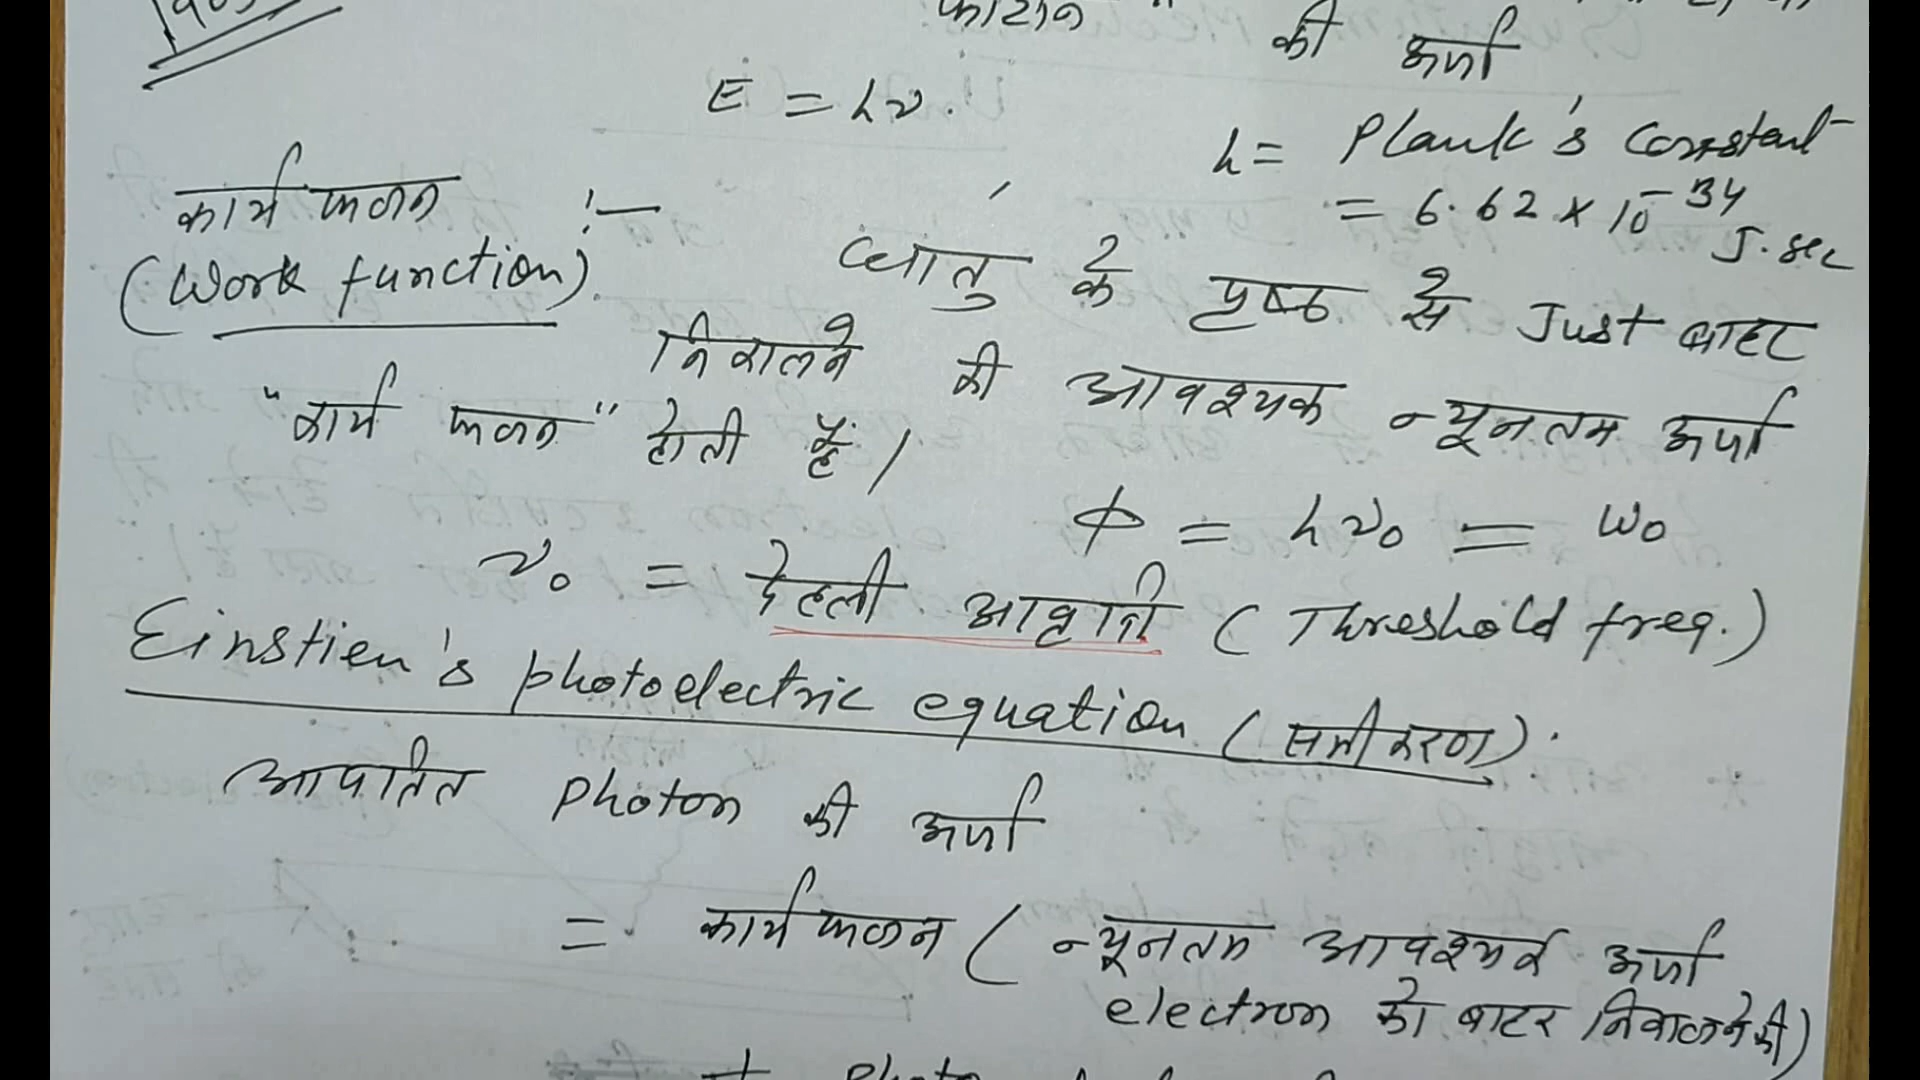 1905
फोटोन की ऊर्जा
E = hν.
h = Plank's Constant
= 6.62 x 10⁻³⁴ J. sec
कार्य फलन :-
(Work function)
धातु के पृष्ठ से Just बाहर
निकालने की आवश्यक न्यूनतम ऊर्जा
"कार्य फलन" होती है।
ϕ = hν₀ = W₀
ν₀ = देहली आवृत्ति (Threshold freq.)
Einstien's photoelectric equation (समीकरण):
आपतित photon की ऊर्जा
= कार्य फलन (न्यूनतम आवश्यक ऊर्जा
electron को बाहर निकालने की)